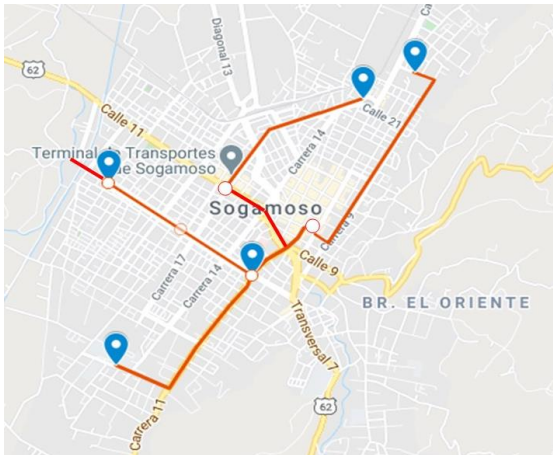 Ca
Diagonal 13
62
Calle 11
Calle 21
Carrera 14
Terminal de Transportes
de Sogamoso
Sogamoso
Carrera 9
Calle 9
Carrera 17
Carrera 14
BR. EL ORIENTE
Transversal 7
62
Carrera 11